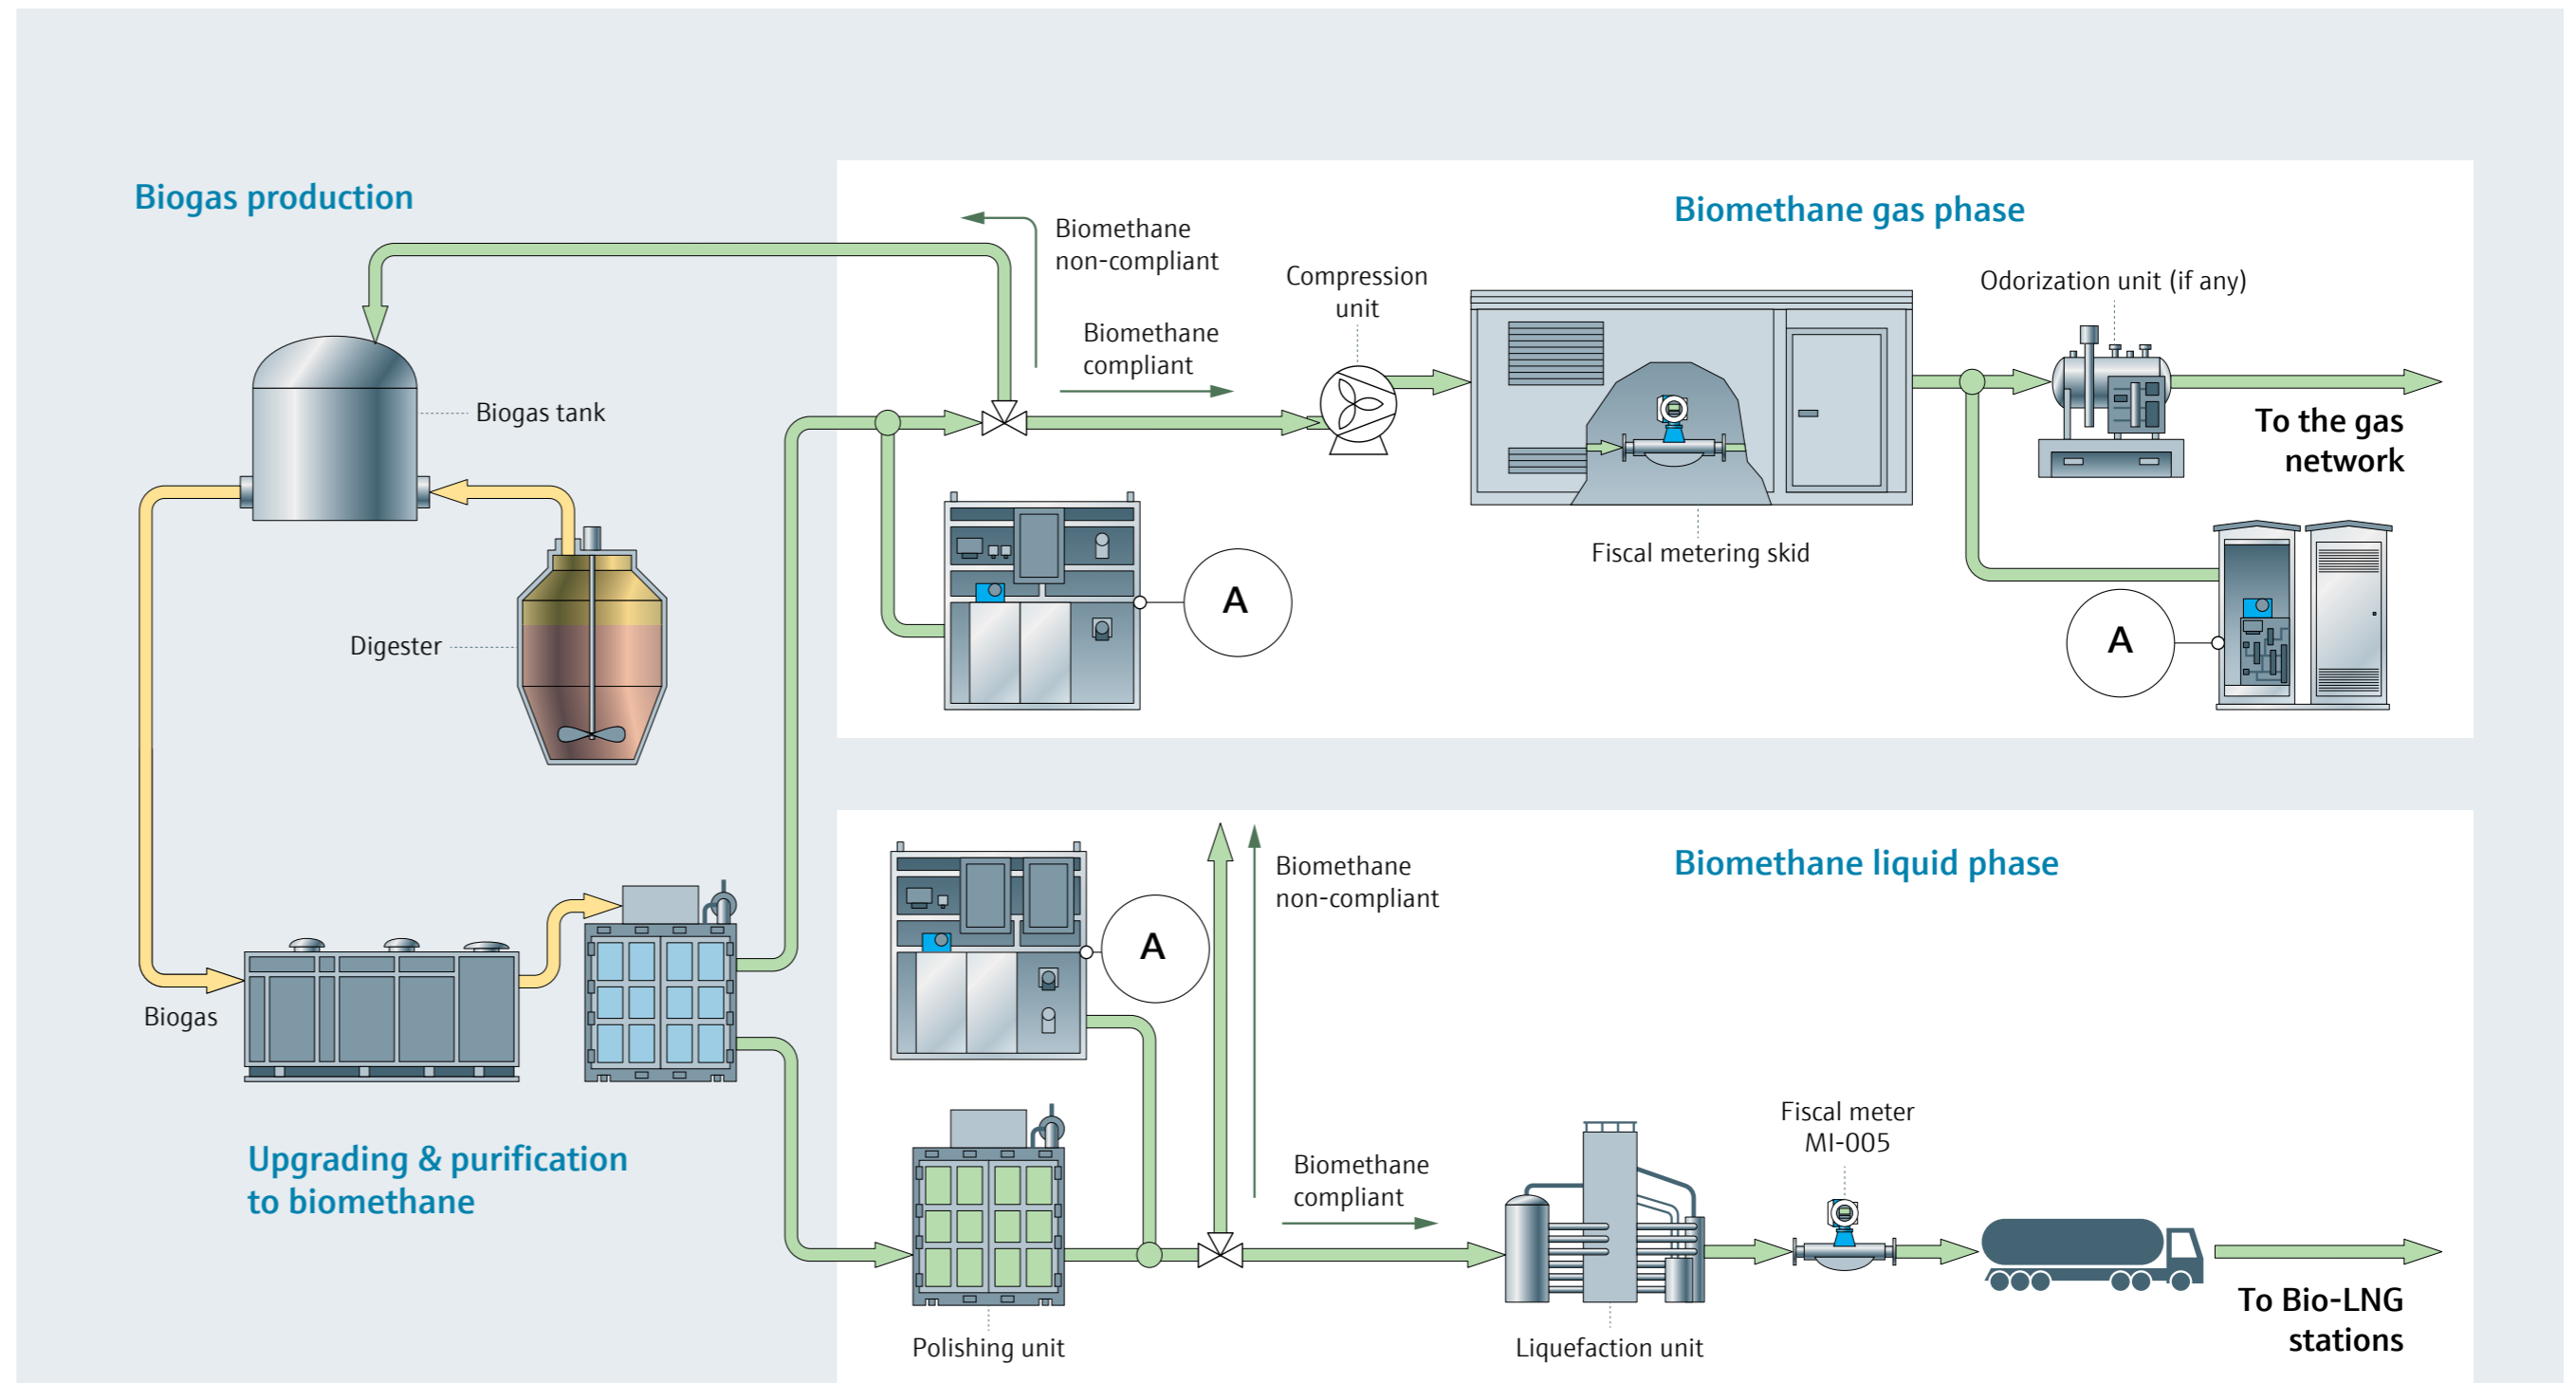 Biogas production
Biogas tank
Digester
Biogas
Upgrading & purification
to biomethane
Biomethane gas phase
Biomethane
non-compliant
Biomethane
compliant
Compression
unit
Fiscal metering skid
Odorization unit (if any)
To the gas
network
A
A
Biomethane liquid phase
A
Biomethane
non-compliant
Biomethane
compliant
Polishing unit
Liquefaction unit
Fiscal meter
MI-005
To Bio-LNG
stations